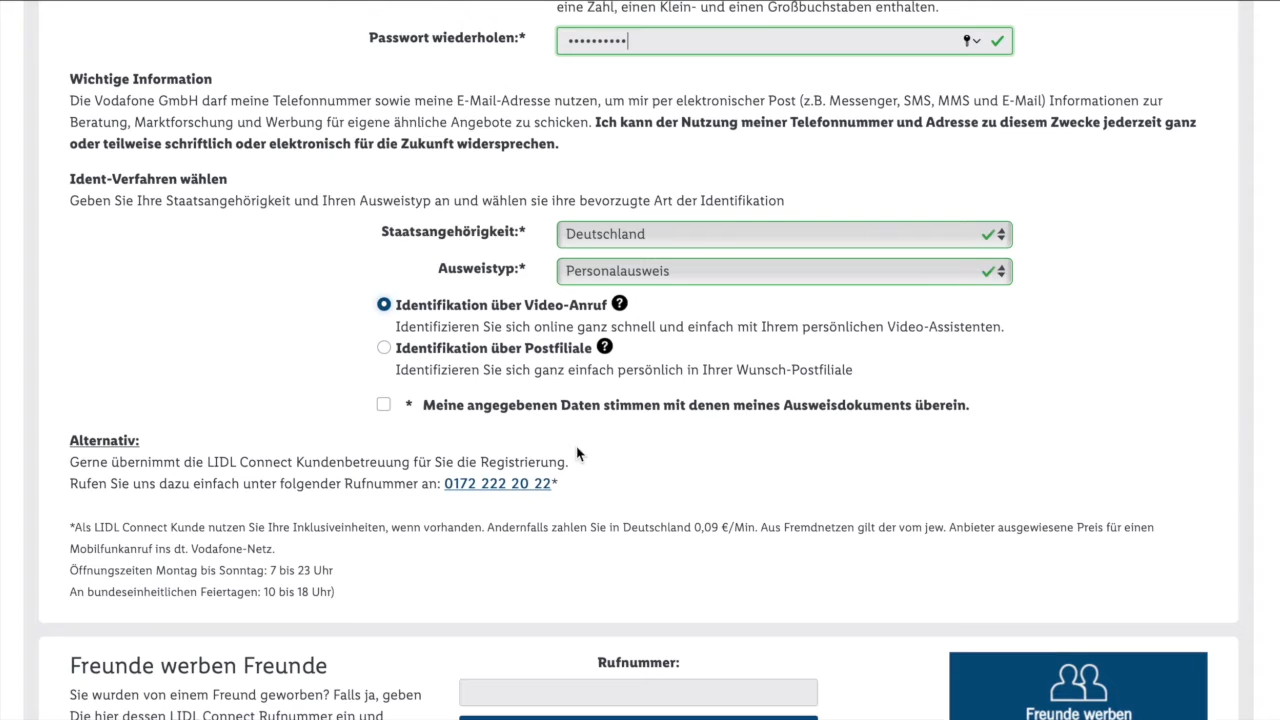 eine Zahl, einen Klein- und einen Großbuchstaben enthalten.
Passwort wiederholen:*
••••••••••
Wichtige Information
Die Vodafone GmbH darf meine Telefonnummer sowie meine E-Mail-Adresse nutzen, um mir per elektronischer Post (z.B. Messenger, SMS, MMS und E-Mail) Informationen zur
Beratung, Marktforschung und Werbung für eigene ähnliche Angebote zu schicken. Ich kann der Nutzung meiner Telefonnummer und Adresse zu diesem Zwecke jederzeit ganz
oder teilweise schriftlich oder elektronisch für die Zukunft widersprechen.
Ident-Verfahren wählen
Geben Sie Ihre Staatsangehörigkeit und Ihren Ausweistyp an und wählen sie ihre bevorzugte Art der Identifikation
Staatsangehörigkeit:* Deutschland
Ausweistyp:* Personalausweis
Identifikation über Video-Anruf ?
Identifizieren Sie sich online ganz schnell und einfach mit Ihrem persönlichen Video-Assistenten.
Identifikation über Postfiliale ?
Identifizieren Sie sich ganz einfach persönlich in Ihrer Wunsch-Postfiliale
* Meine angegebenen Daten stimmen mit denen meines Ausweisdokuments überein.
Alternativ:
Gerne übernimmt die LIDL Connect Kundenbetreuung für Sie die Registrierung.
Rufen Sie uns dazu einfach unter folgender Rufnummer an: 0172 222 20 22*
*Als LIDL Connect Kunde nutzen Sie Ihre Inklusiveinheiten, wenn vorhanden. Andernfalls zahlen Sie in Deutschland 0,09 €/Min. Aus Fremdnetzen gilt der vom jew. Anbieter ausgewiesene Preis für einen
Mobilfunkanruf ins dt. Vodafone-Netz.
Öffnungszeiten Montag bis Sonntag: 7 bis 23 Uhr
An bundeseinheitlichen Feiertagen: 10 bis 18 Uhr)
Freunde werben Freunde
Sie wurden von einem Freund geworben? Falls ja, geben
Die hier dessen LIDL Connect Rufnummer ein und
Rufnummer:
Freunde werben